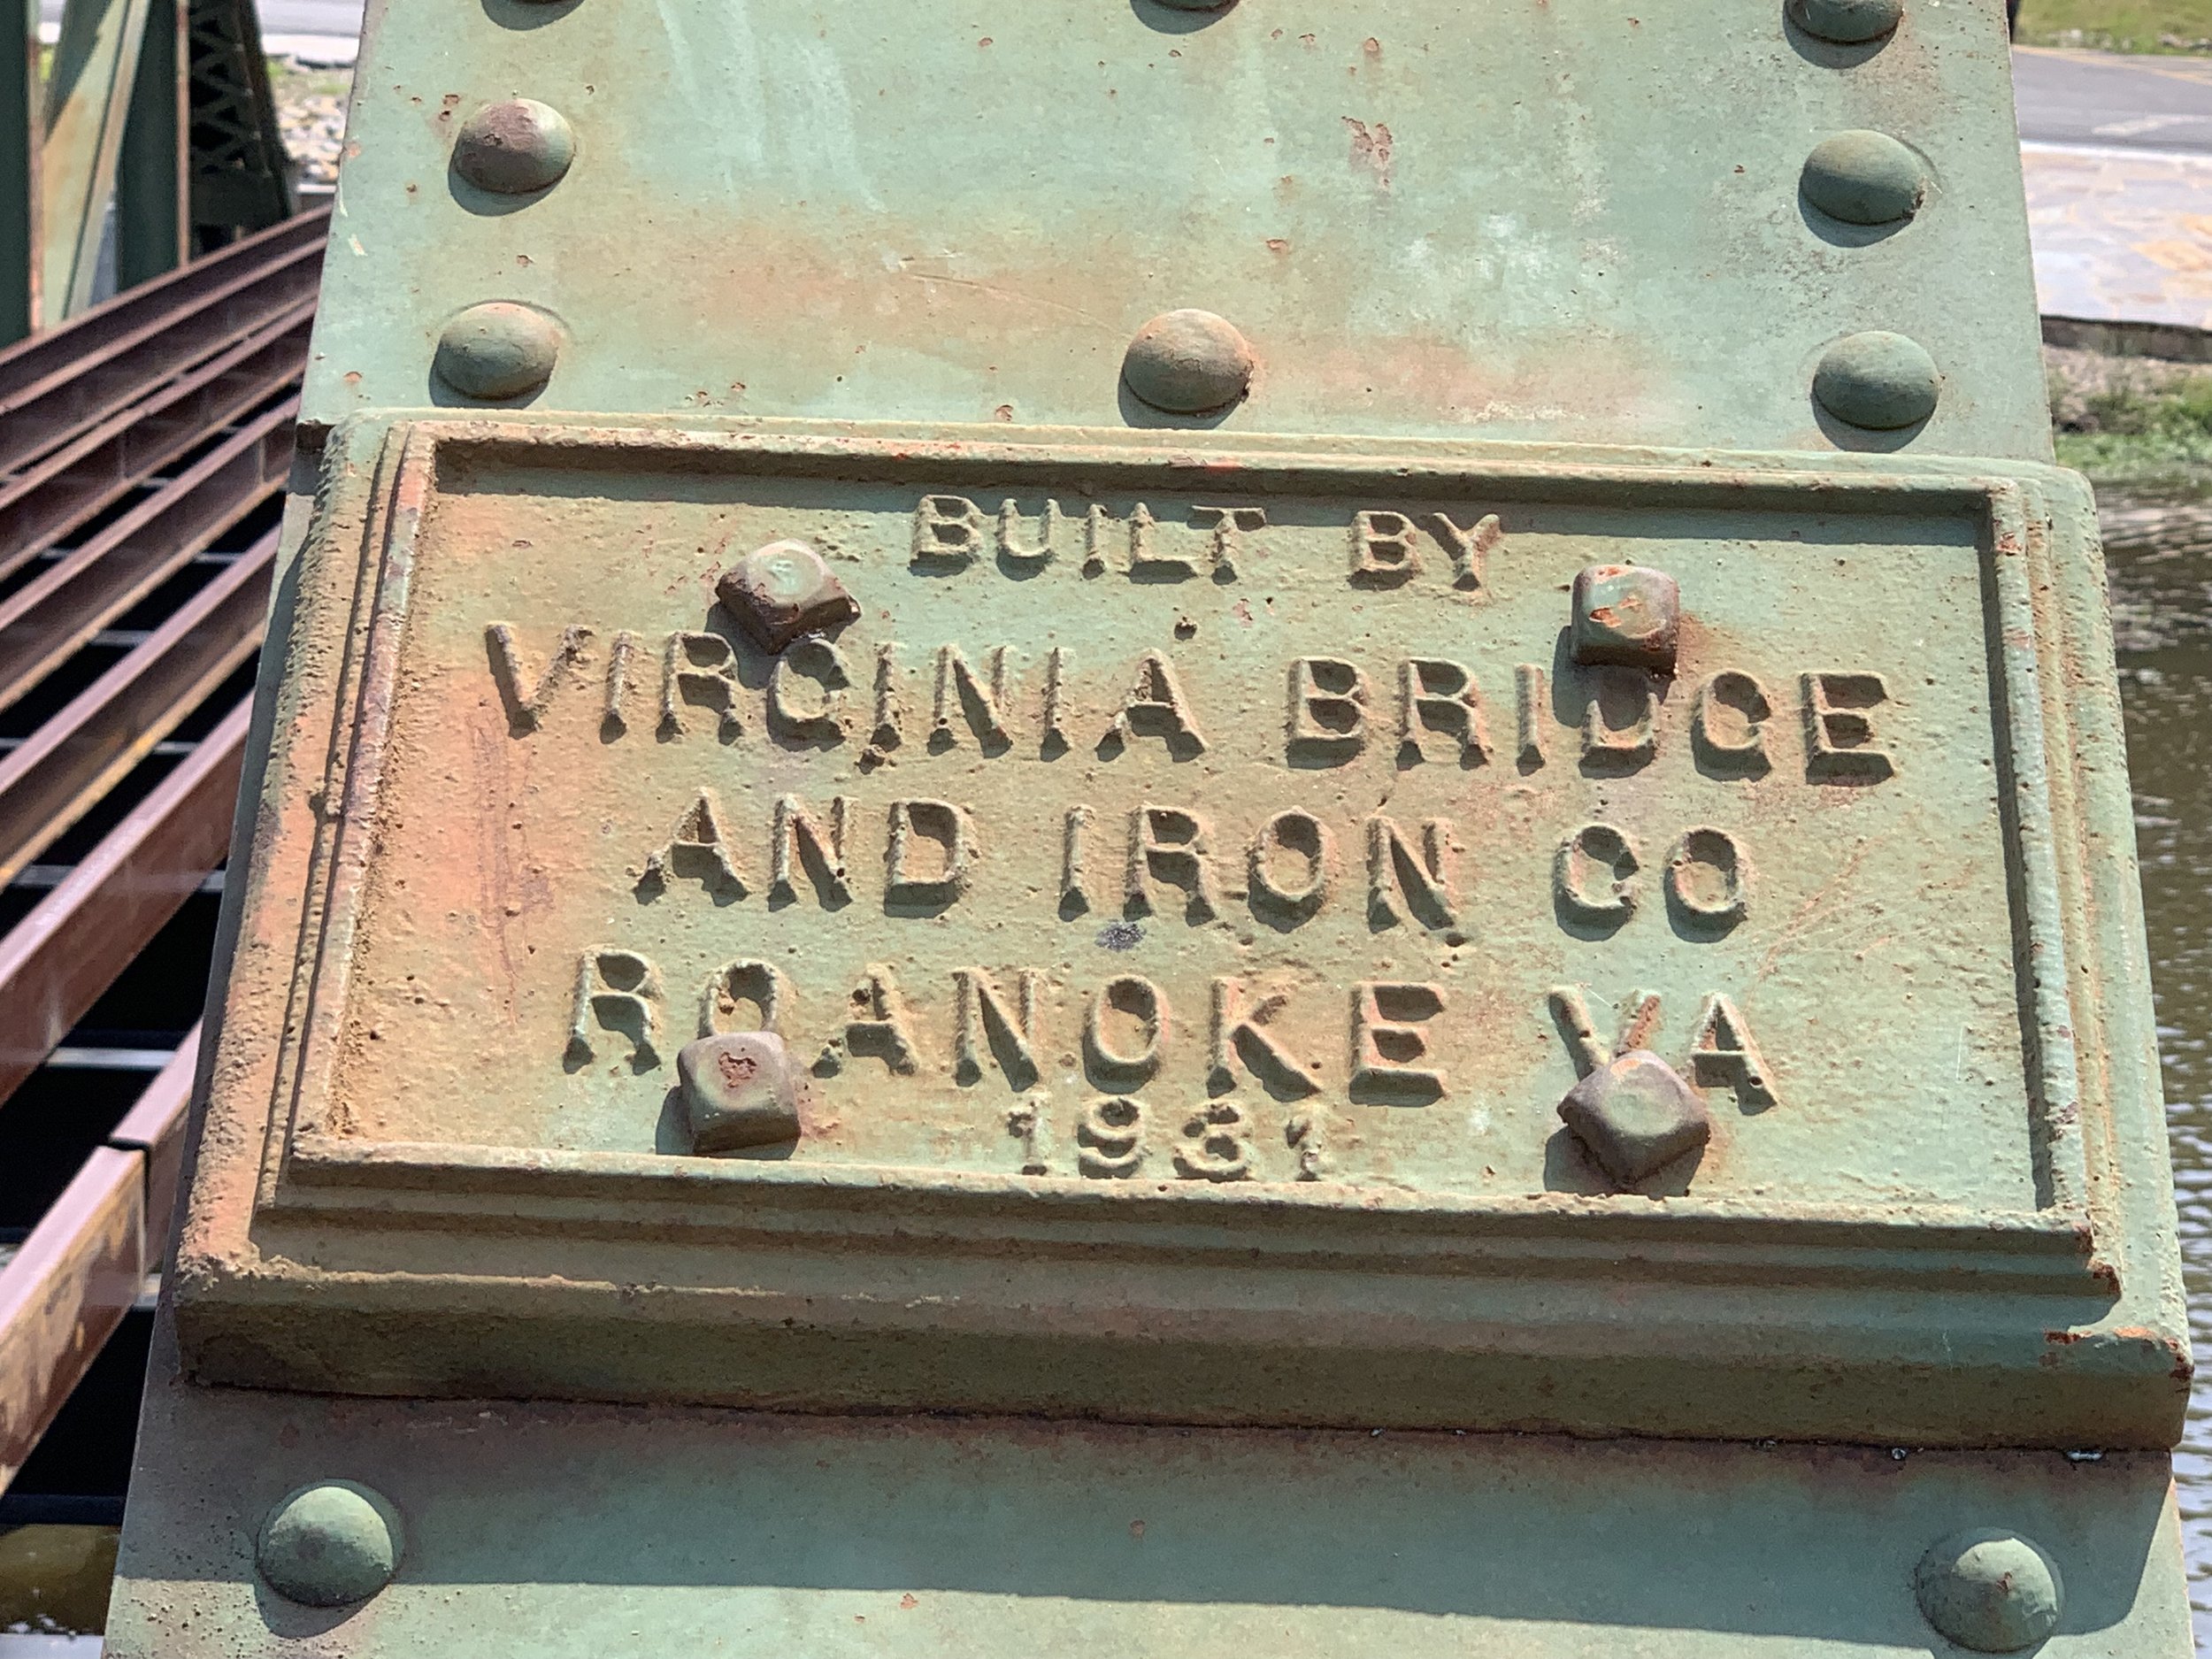 BUILT BY
VIRGINIA BRIDGE
AND IRON CO
ROANOKE VA
1931